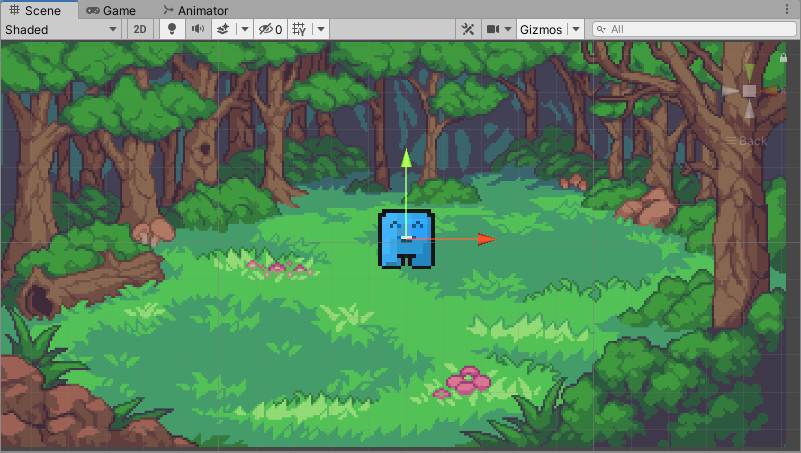 Scene Game Animator
Shaded 2D 0 Gizmos All
Back